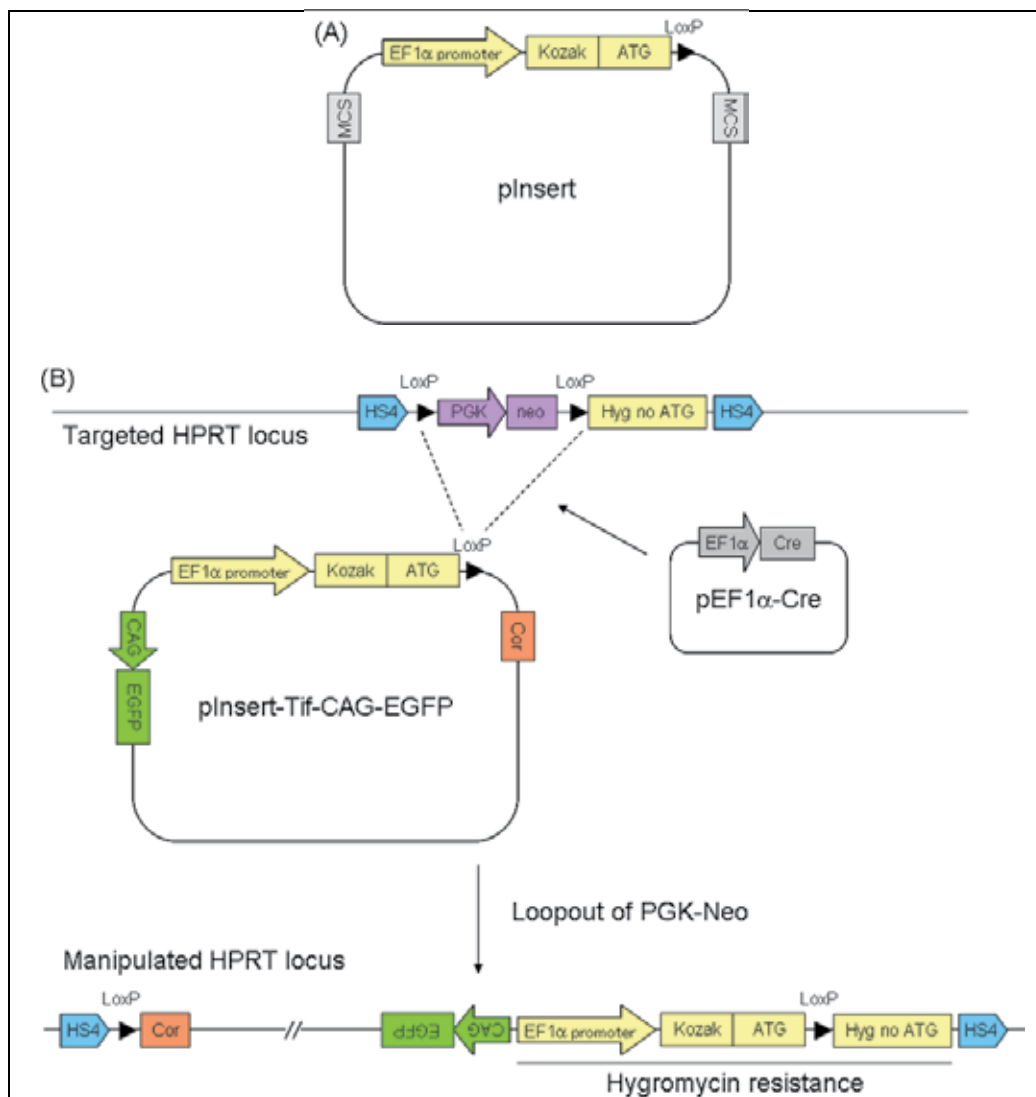 (A)
LoxP
EF1α promoter Kozak ATG
MCS MCS
pInsert
(B)
LoxP LoxP
HS4 PGK neo Hyg no ATG HS4
Targeted HPRT locus
LoxP
EF1α promoter Kozak ATG
EF1α Cre
pEF1α-Cre
CAG Cor
EGFP
pInsert-Tif-CAG-EGFP
Loopout of PGK-Neo
Manipulated HPRT locus
LoxP LoxP
HS4 Cor // EGFP CAG EF1α promoter Kozak ATG Hyg no ATG HS4
Hygromycin resistance